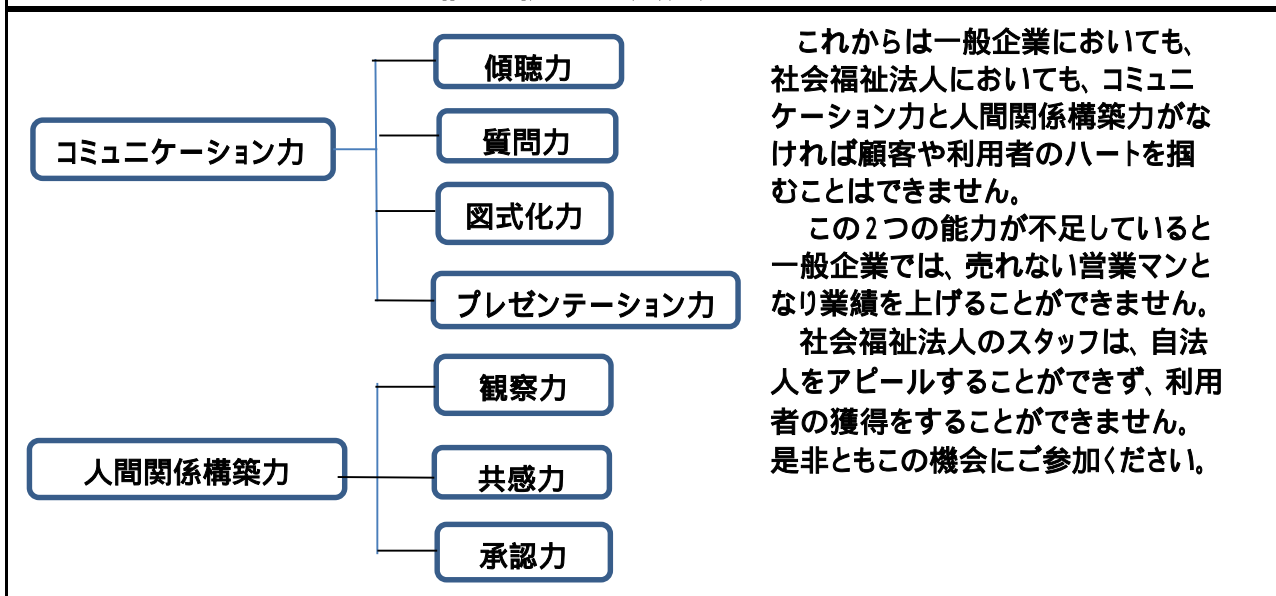 コミュニケーション力
傾聴力
質問力
図式化力
プレゼンテーション力
人間関係構築力
観察力
共感力
承認力
これからは一般企業においても、
社会福祉法人においても、コミュニ
ケーション力と人間関係構築力がな
ければ顧客や利用者のハートを掴
むことはできません。
この2つの能力が不足していると
一般企業では、売れない営業マンと
なり業績を上げることができません。
社会福祉法人のスタッフは、自法
人をアピールすることができず、利用
者の獲得をすることができません。
是非ともこの機会にご参加ください。